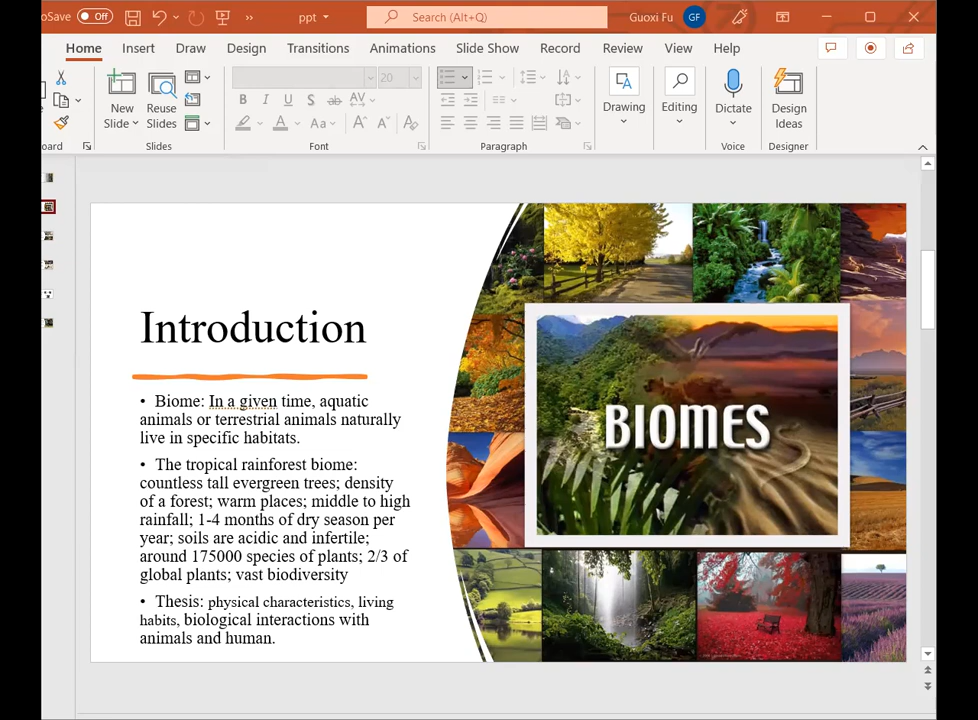 oSave
Off
ppt
Search (Alt+Q)
Guoxi Fu
GF
Home
Insert
Draw
Design
Transitions
Animations
Slide Show
Record
Review
View
Help
20
New
Slide
Reuse
Slides
B I U S ab AV
Aa
A A A
Drawing
Editing
Dictate
Design
Ideas
oard
Slides
Font
Paragraph
Voice
Designer
Introduction
• Biome: In a given time, aquatic
animals or terrestrial animals naturally
live in specific habitats.
• The tropical rainforest biome:
countless tall evergreen trees; density
of a forest; warm places; middle to high
rainfall; 1-4 months of dry season per
year; soils are acidic and infertile;
around 175000 species of plants; 2/3 of
global plants; vast biodiversity
• Thesis: physical characteristics, living
habits, biological interactions with
animals and human.
BIOMES